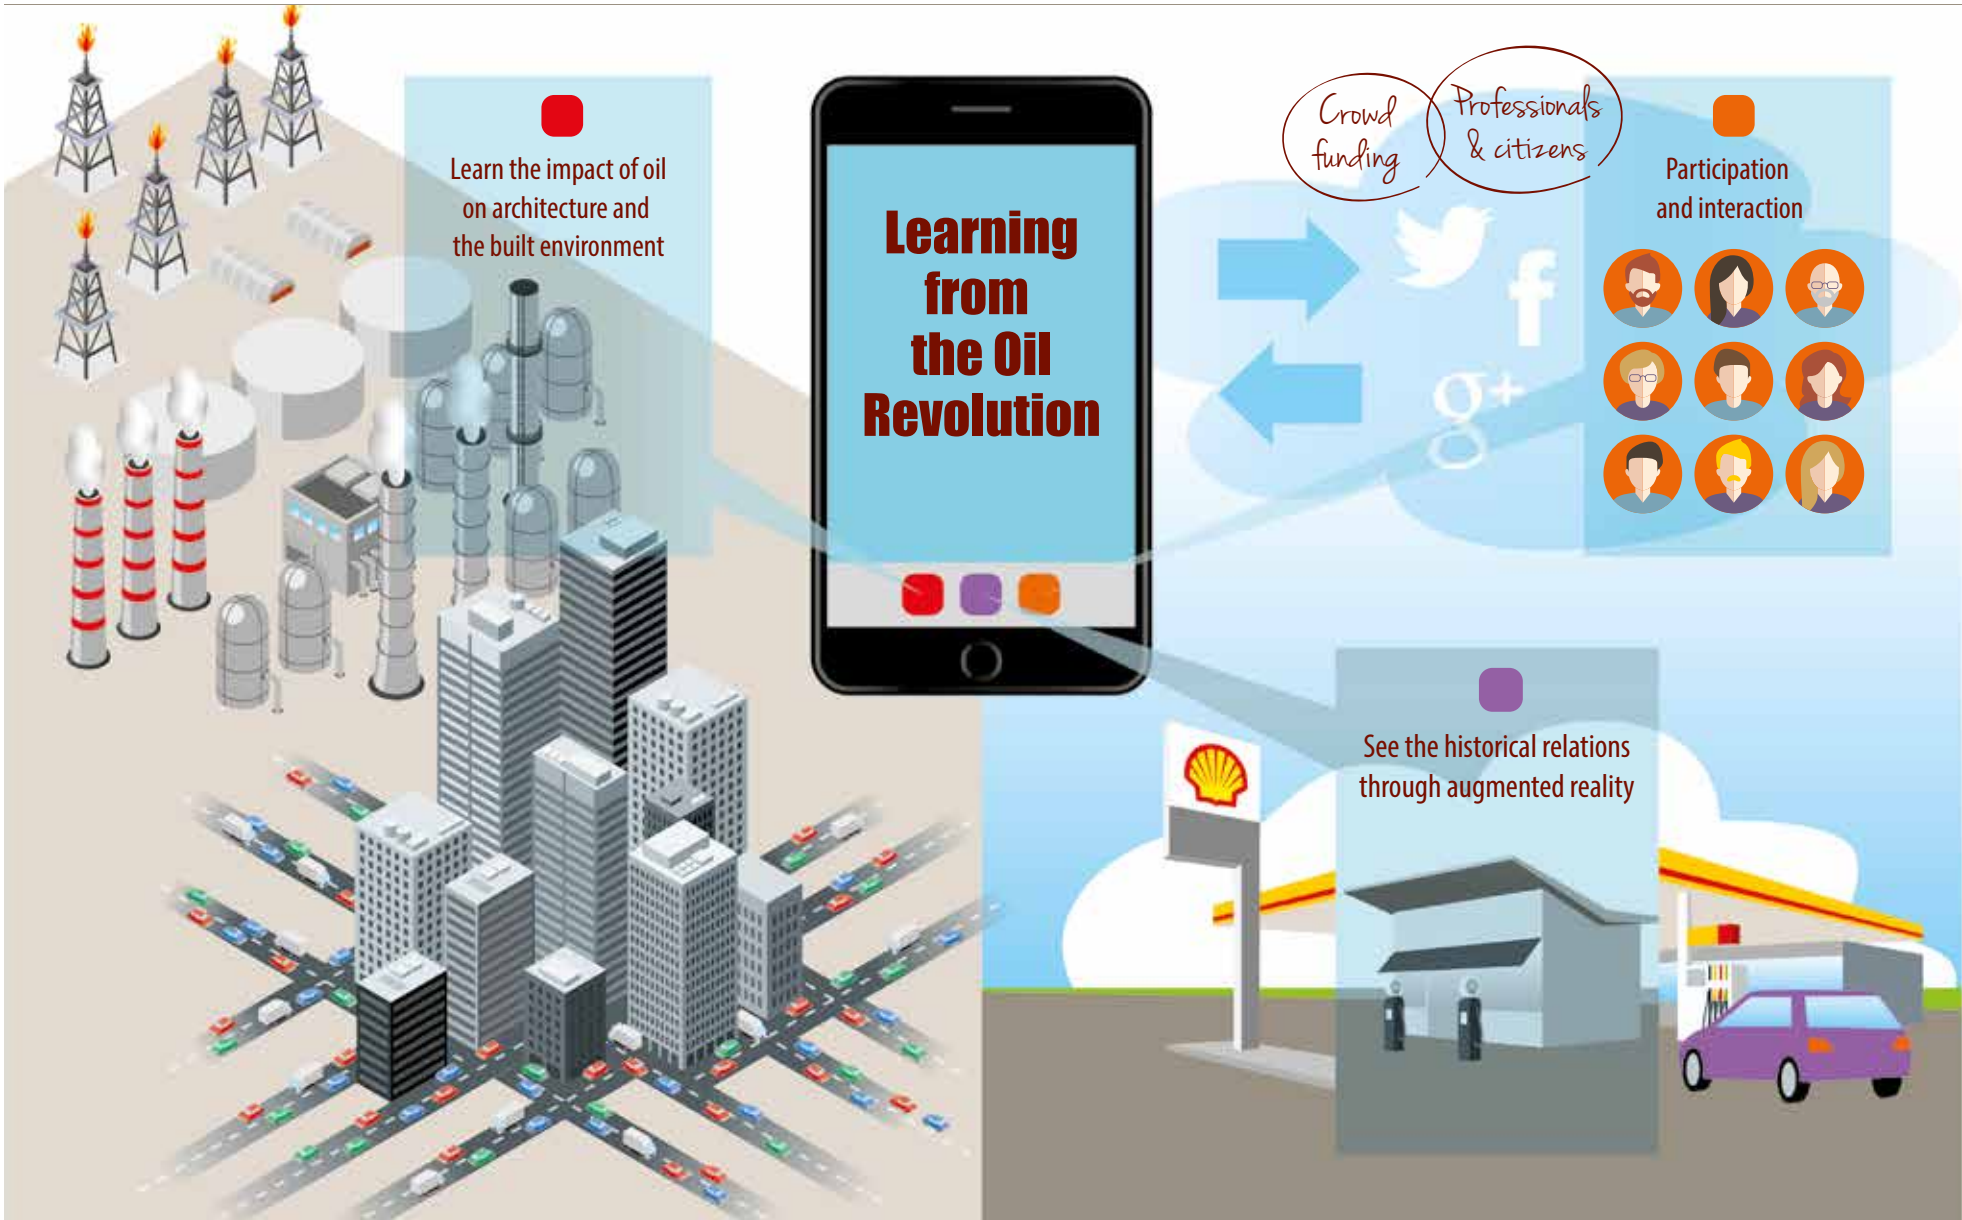 Learn the impact of oil
on architecture and
the built environment
Learning
from
the Oil
Revolution
Crowd
funding
Professionals
& citizens
Participation
and interaction
f
g+
See the historical relations
through augmented reality